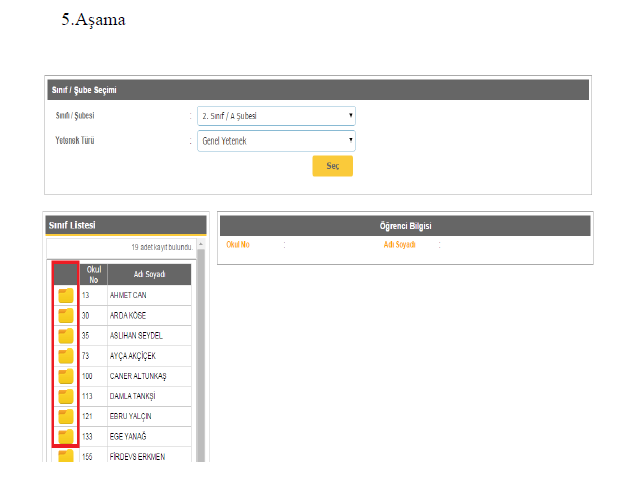 5.Aşama
Sınıf / Şube Seçimi
Sınıfı / Şubesi : 2. Sınıf / A Şubesi
Yetenek Türü : Genel Yetenek
Seç
Sınıf Listesi
19 adet kayıt bulundu.
Okul No Adı Soyadı
13 AHMET CAN
30 ARDA KÖSE
35 ASLIHAN SEYDEL
73 AYÇA AKÇİÇEK
100 CANER ALTUNKAŞ
113 DAMLA TANKŞİ
121 EBRU YALÇIN
133 EGE YANAĞ
155 FİRDEVS ERKMEN
Öğrenci Bilgisi
Okul No : Adı Soyadı :